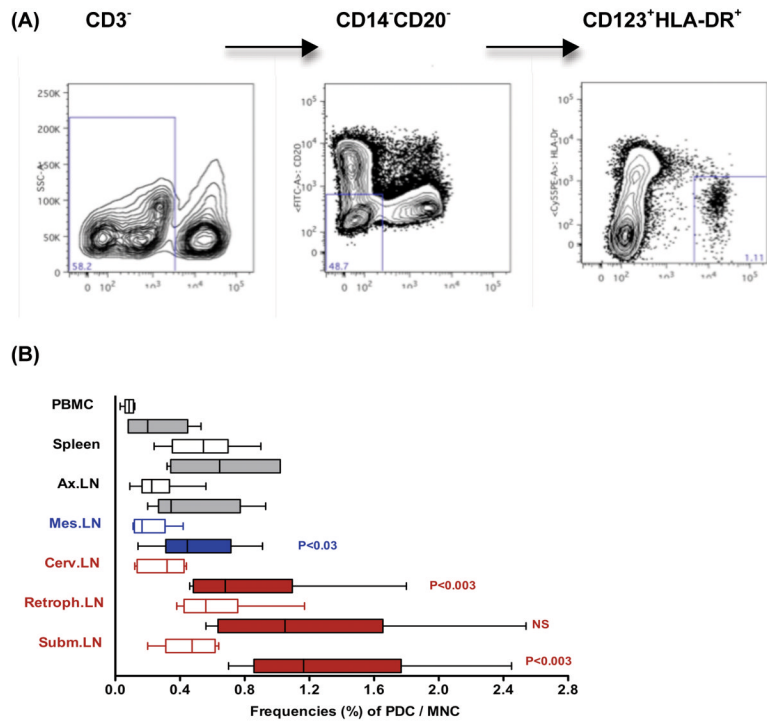 (A)
CD3⁻
CD14⁻CD20⁻
CD123⁺HLA-DR⁺
250K
200K
150K
100K
50K
0
SSC-A
58.2
0 10² 10³ 10⁴ 10⁵
10⁵
10⁴
10³
10²
0
<FITC-A>: CD20
48.7
0 10² 10³ 10⁴ 10⁵
10⁵
10⁴
10³
10²
0
<Cy55PE-A>: HLA-Dr
1.11
0 10² 10³ 10⁴ 10⁵
(B)
PBMC
Spleen
Ax.LN
Mes.LN
P<0.03
Cerv.LN
P<0.003
Retroph.LN
NS
Subm.LN
P<0.003
0.0 0.4 0.8 1.2 1.6 2.0 2.4 2.8
Frequencies (%) of PDC / MNC